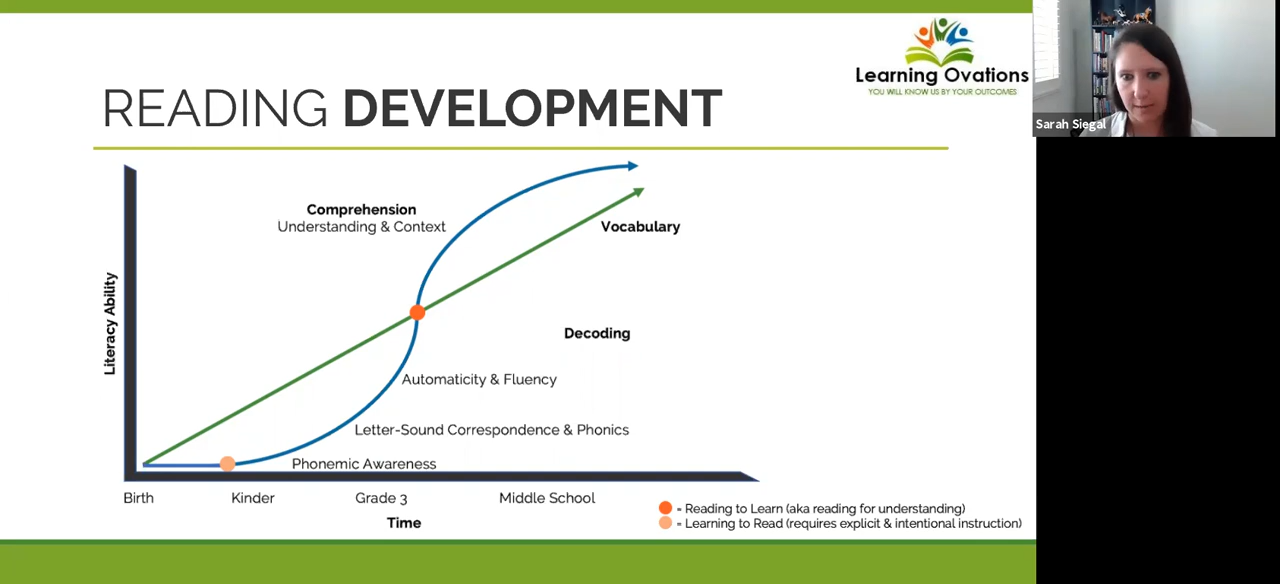 Learning Ovations
YOU WILL KNOW US BY YOUR OUTCOMES
Sarah Siegal
READING DEVELOPMENT
Comprehension
Understanding & Context
Vocabulary
Literacy Ability
Decoding
Automaticity & Fluency
Letter-Sound Correspondence & Phonics
Phonemic Awareness
Birth Kinder Grade 3 Middle School
Time
= Reading to Learn (aka reading for understanding)
= Learning to Read (requires explicit & intentional instruction)